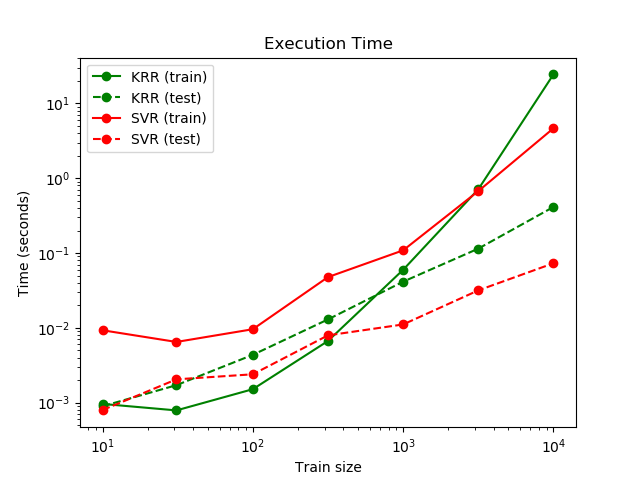 Execution Time
KRR (train)
KRR (test)
SVR (train)
SVR (test)
10¹
10⁰
10⁻¹
10⁻²
10⁻³
Time (seconds)
10¹ 10² 10³ 10⁴
Train size